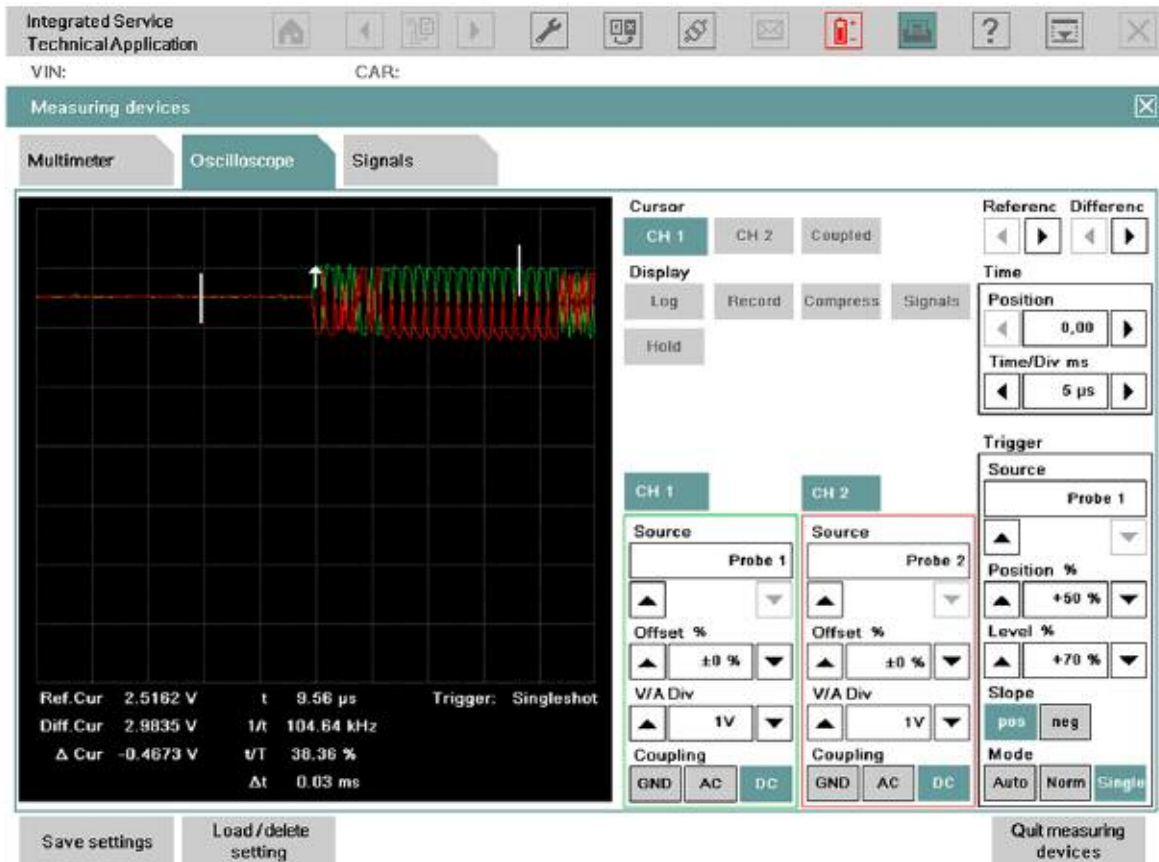 Integrated Service
Technical Application
?
VIN: CAR:
Measuring devices
Multimeter Oscilloscope Signals
Cursor Referenc Differenc
CH 1 CH 2 Coupled
Display Time
Log Record Compress Signals Position
0,00
Hold
Time/Div ms
5 µs
Trigger
Source
CH 1 CH 2 Probe 1
Source Source
Probe 1 Probe 2
Position %
+50 %
Offset % Offset % Level %
±0 % ±0 % +70 %
Ref.Cur 2.5162 V t 9.56 µs Trigger: Singleshot V/A Div V/A Div Slope
Diff.Cur 2.9835 V 1/t 104.64 kHz 1V 1V pos neg
Δ Cur -0.4673 V t/T 38.36 % Coupling Coupling Mode
Δt 0.03 ms GND AC DC GND AC DC Auto Norm Single
Save settings Load/delete setting Quit measuring devices